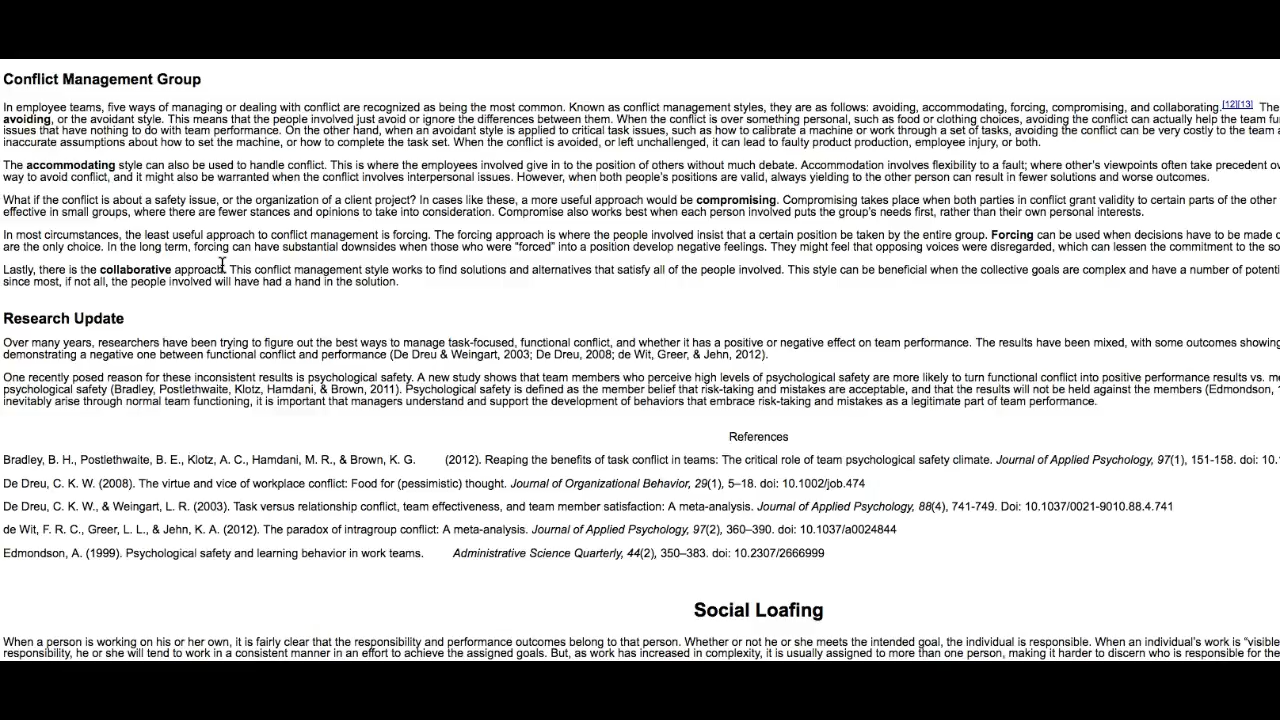 Conflict Management Group
In employee teams, five ways of managing or dealing with conflict are recognized as being the most common. Known as conflict management styles, they are as follows: avoiding, accommodating, forcing, compromising, and collaborating.[12][13] The
avoiding, or the avoidant style. This means that the people involved just avoid or ignore the differences between them. When the conflict is over something personal, such as food or clothing choices, avoiding the conflict can actually help the team fu
issues that have nothing to do with team performance. On the other hand, when an avoidant style is applied to critical task issues, such as how to calibrate a machine or work through a set of tasks, avoiding the conflict can be very costly to the team a
inaccurate assumptions about how to set the machine, or how to complete the task set. When the conflict is avoided, or left unchallenged, it can lead to faulty product production, employee injury, or both.
The accommodating style can also be used to handle conflict. This is where the employees involved give in to the position of others without much debate. Accommodation involves flexibility to a fault; where other's viewpoints often take precedent ov
way to avoid conflict, and it might also be warranted when the conflict involves interpersonal issues. However, when both people's positions are valid, always yielding to the other person can result in fewer solutions and worse outcomes.
What if the conflict is about a safety issue, or the organization of a client project? In cases like these, a more useful approach would be compromising. Compromising takes place when both parties in conflict grant validity to certain parts of the other
effective in small groups, where there are fewer stances and opinions to take into consideration. Compromise also works best when each person involved puts the group's needs first, rather than their own personal interests.
In most circumstances, the least useful approach to conflict management is forcing. The forcing approach is where the people involved insist that a certain position be taken by the entire group. Forcing can be used when decisions have to be made
are the only choice. In the long term, forcing can have substantial downsides when those who were "forced" into a position develop negative feelings. They might feel that opposing voices were disregarded, which can lessen the commitment to the so
Lastly, there is the collaborative approach. This conflict management style works to find solutions and alternatives that satisfy all of the people involved. This style can be beneficial when the collective goals are complex and have a number of potenti
since most, if not all, the people involved will have had a hand in the solution.
Research Update
Over many years, researchers have been trying to figure out the best ways to manage task-focused, functional conflict, and whether it has a positive or negative effect on team performance. The results have been mixed, with some outcomes showing
demonstrating a negative one between functional conflict and performance (De Dreu & Weingart, 2003; De Dreu, 2008; de Wit, Greer, & Jehn, 2012).
One recently posed reason for these inconsistent results is psychological safety. A new study shows that team members who perceive high levels of psychological safety are more likely to turn functional conflict into positive performance results vs. me
psychological safety (Bradley, Postlethwaite, Klotz, Hamdani, & Brown, 2011). Psychological safety is defined as the member belief that risk-taking and mistakes are acceptable, and that the results will not be held against the members (Edmondson, 1
inevitably arise through normal team functioning, it is important that managers understand and support the development of behaviors that embrace risk-taking and mistakes as a legitimate part of team performance.
References
Bradley, B. H., Postlethwaite, B. E., Klotz, A. C., Hamdani, M. R., & Brown, K. G. (2012). Reaping the benefits of task conflict in teams: The critical role of team psychological safety climate. Journal of Applied Psychology, 97(1), 151-158. doi: 10.
De Dreu, C. K. W. (2008). The virtue and vice of workplace conflict: Food for (pessimistic) thought. Journal of Organizational Behavior, 29(1), 5–18. doi: 10.1002/job.474
De Dreu, C. K. W., & Weingart, L. R. (2003). Task versus relationship conflict, team effectiveness, and team member satisfaction: A meta-analysis. Journal of Applied Psychology, 88(4), 741-749. Doi: 10.1037/0021-9010.88.4.741
de Wit, F. R. C., Greer, L. L., & Jehn, K. A. (2012). The paradox of intragroup conflict: A meta-analysis. Journal of Applied Psychology, 97(2), 360–390. doi: 10.1037/a0024844
Edmondson, A. (1999). Psychological safety and learning behavior in work teams. Administrative Science Quarterly, 44(2), 350–383. doi: 10.2307/2666999
Social Loafing
When a person is working on his or her own, it is fairly clear that the responsibility and performance outcomes belong to that person. Whether or not he or she meets the intended goal, the individual is responsible. When an individual's work is "visible
responsibility, he or she will tend to work in a consistent manner in an effort to achieve the assigned goals. But, as work has increased in complexity, it is usually assigned to more than one person, making it harder to discern who is responsible for the